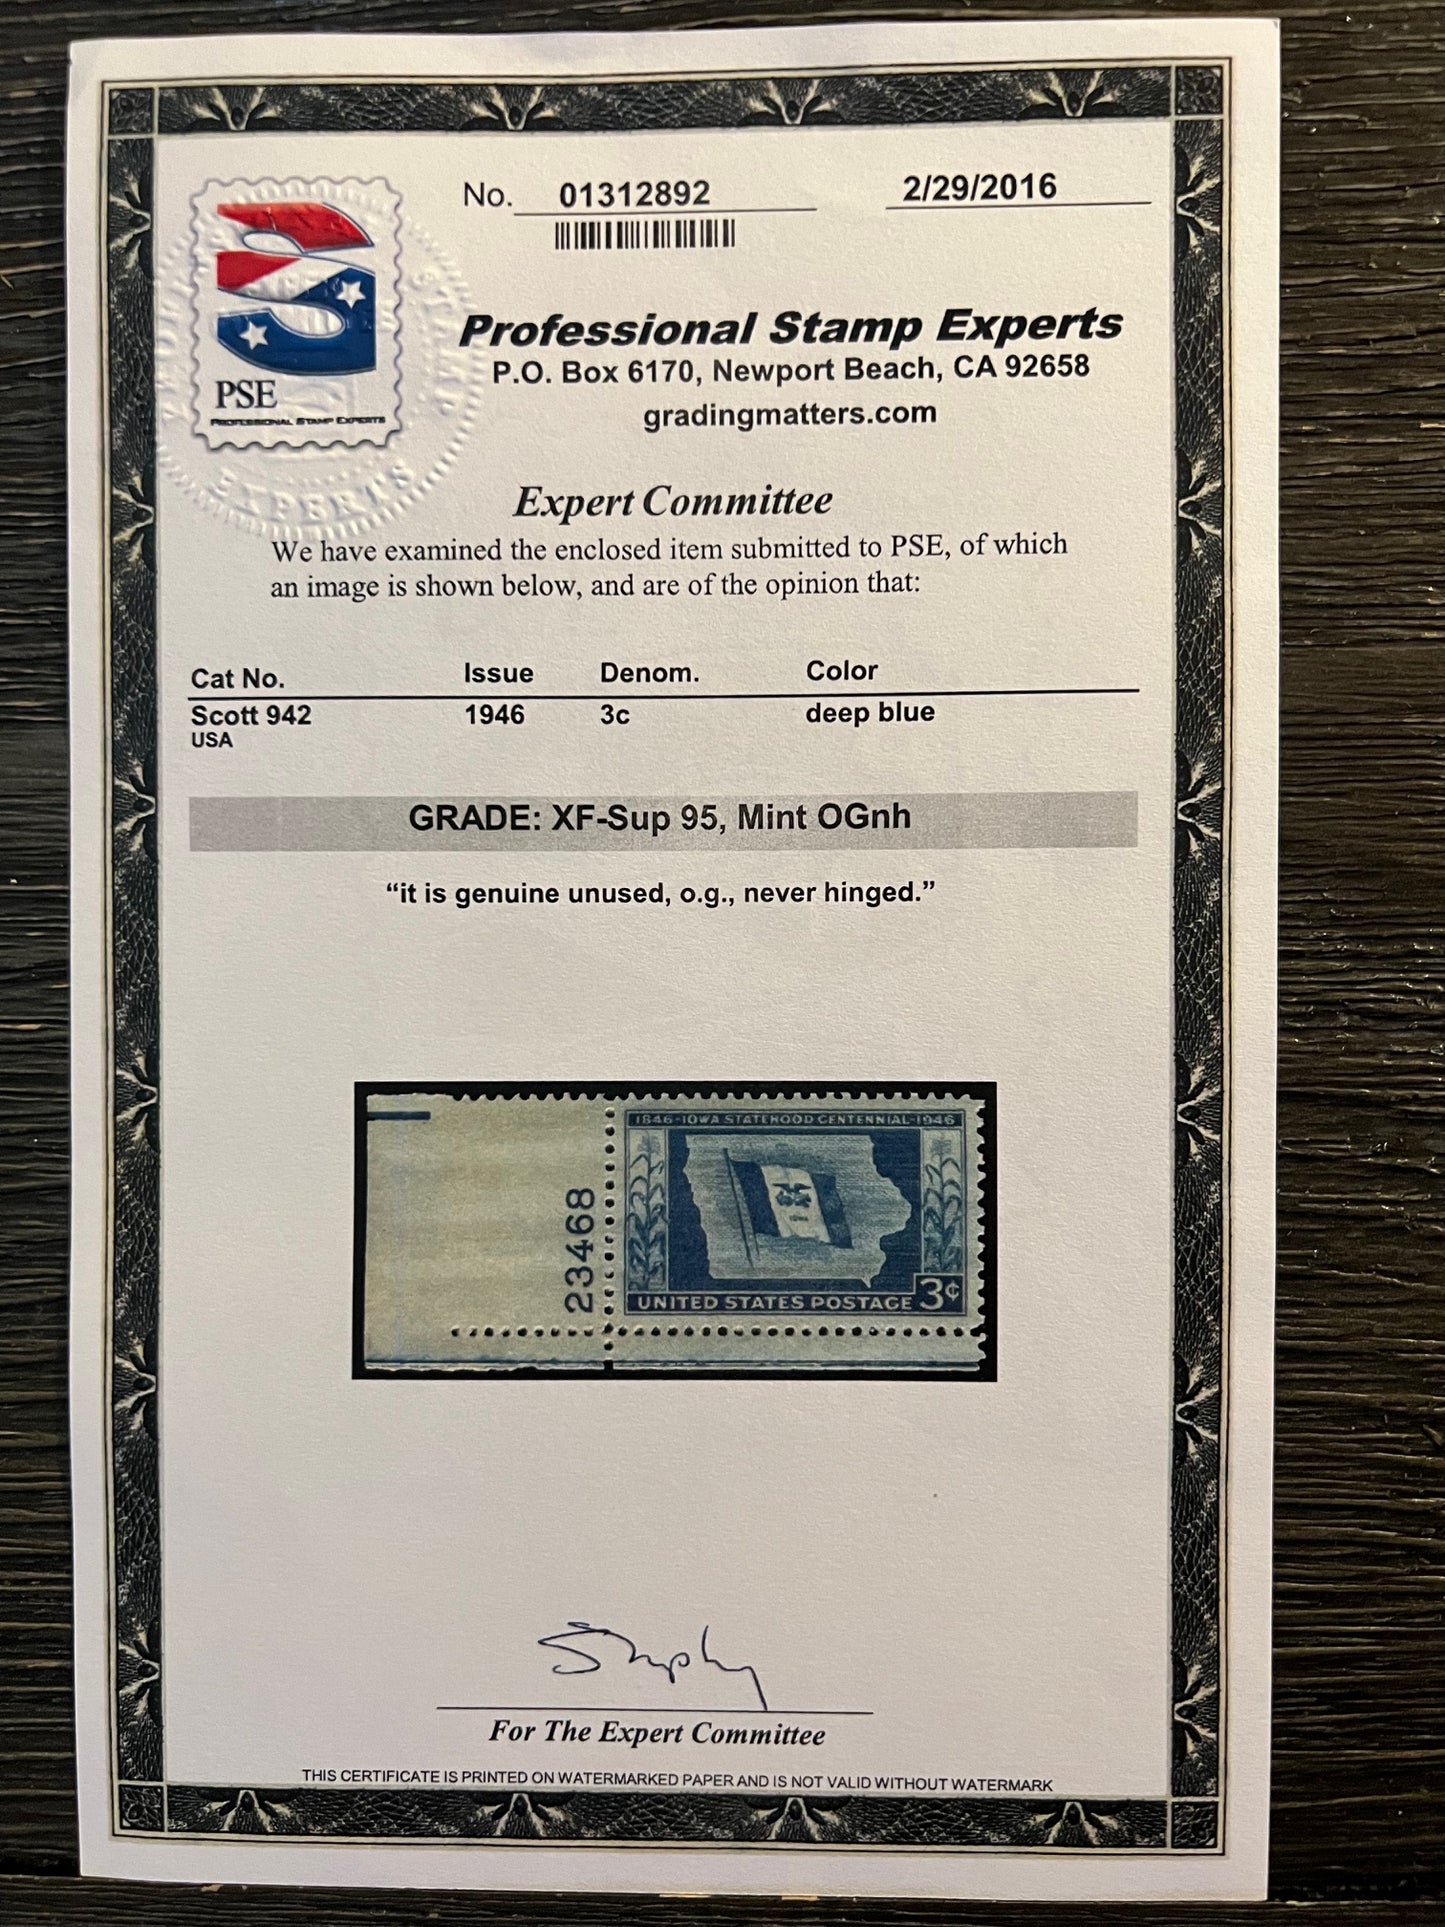 No. 01312892 2/29/2016
PSE
PROFESSIONAL STAMP EXPERTS
EXPERTS
Professional Stamp Experts
P.O. Box 6170, Newport Beach, CA 92658
gradingmatters.com
Expert Committee
We have examined the enclosed item submitted to PSE, of which
an image is shown below, and are of the opinion that:
Cat No. Issue Denom. Color
Scott 942 1946 3c deep blue
USA
GRADE: XF-Sup 95, Mint OGnh
“it is genuine unused, o.g., never hinged.”
1846-IOWA STATEHOOD CENTENNIAL-1946
23468
UNITED STATES POSTAGE 3¢
For The Expert Committee
THIS CERTIFICATE IS PRINTED ON WATERMARKED PAPER AND IS NOT VALID WITHOUT WATERMARK